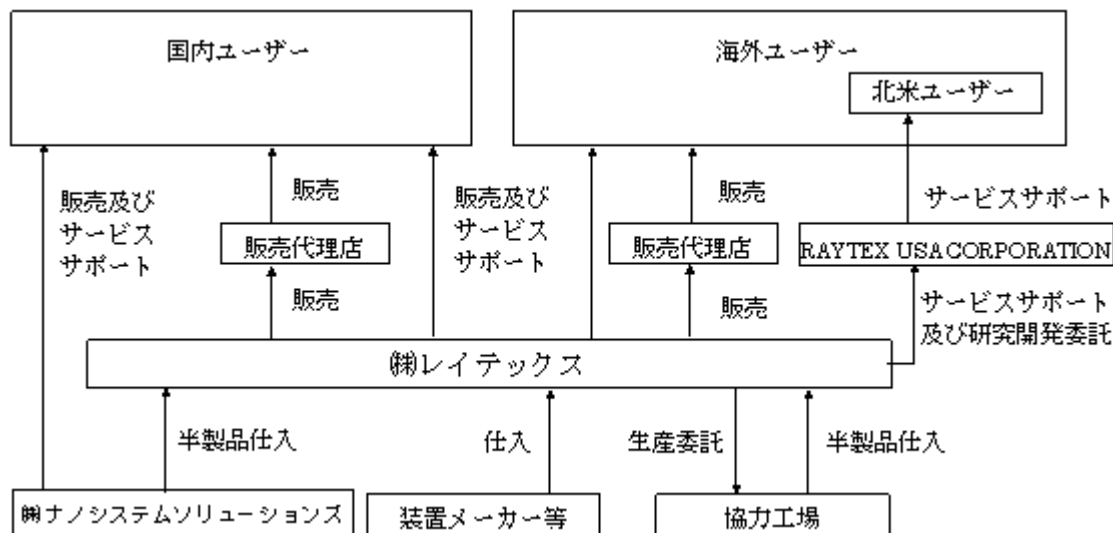 国内ユーザー
海外ユーザー
北米ユーザー
販売及び
サービス
サポート
販売
販売代理店
販売
販売及び
サービス
サポート
販売
販売代理店
販売
サービスサポート
RAYTEX USA CORPORATION
サービスサポート
及び研究開発委託
㈱レイテックス
半製品仕入
仕入
生産委託
半製品仕入
㈱ナノシステムソリューションズ
装置メーカー等
協力工場